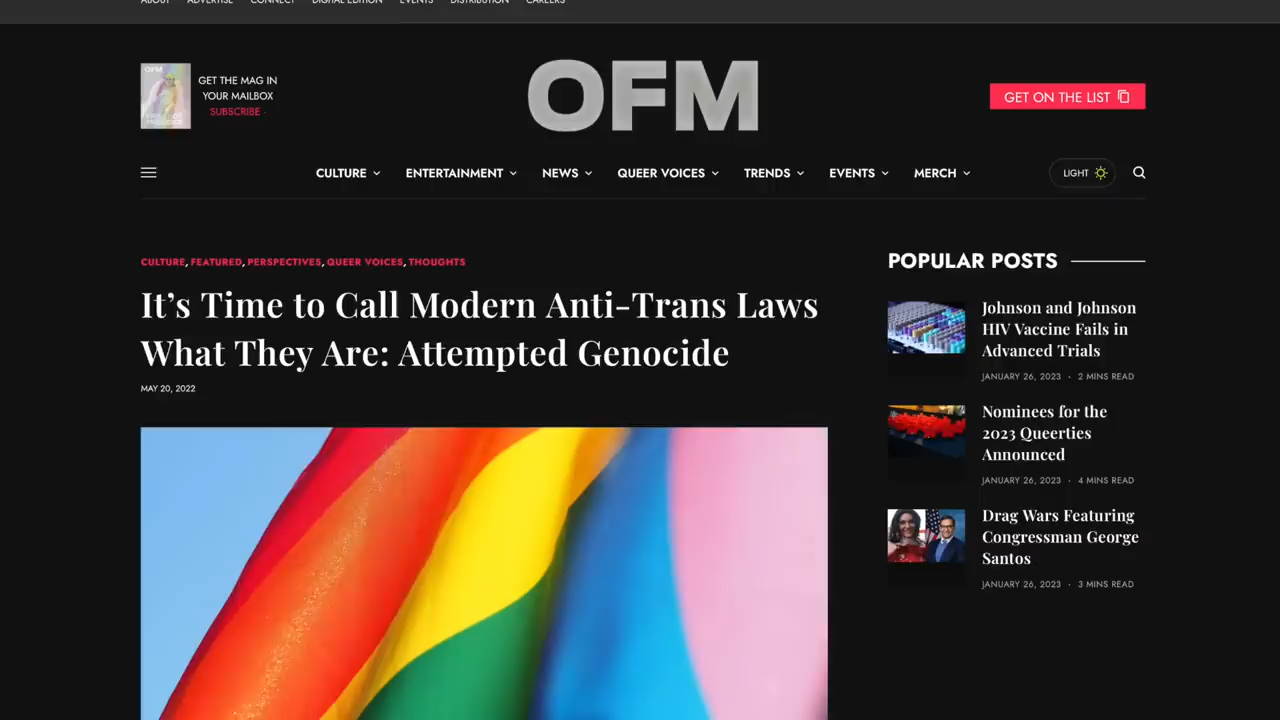 ABOUT ADVERTISE CONNECT DIGITAL EDITION EVENTS DISTRIBUTION CAREERS
OFM
GET THE MAG IN
YOUR MAILBOX
SUBSCRIBE
OFM
GET ON THE LIST
CULTURE ENTERTAINMENT NEWS QUEER VOICES TRENDS EVENTS MERCH
LIGHT
CULTURE, FEATURED, PERSPECTIVES, QUEER VOICES, THOUGHTS
It’s Time to Call Modern Anti-Trans Laws
What They Are: Attempted Genocide
MAY 20, 2022
POPULAR POSTS
Johnson and Johnson
HIV Vaccine Fails in
Advanced Trials
JANUARY 26, 2023 · 2 MINS READ
Nominees for the
2023 Queerties
Announced
JANUARY 26, 2023 · 4 MINS READ
Drag Wars Featuring
Congressman George
Santos
JANUARY 26, 2023 · 3 MINS READ